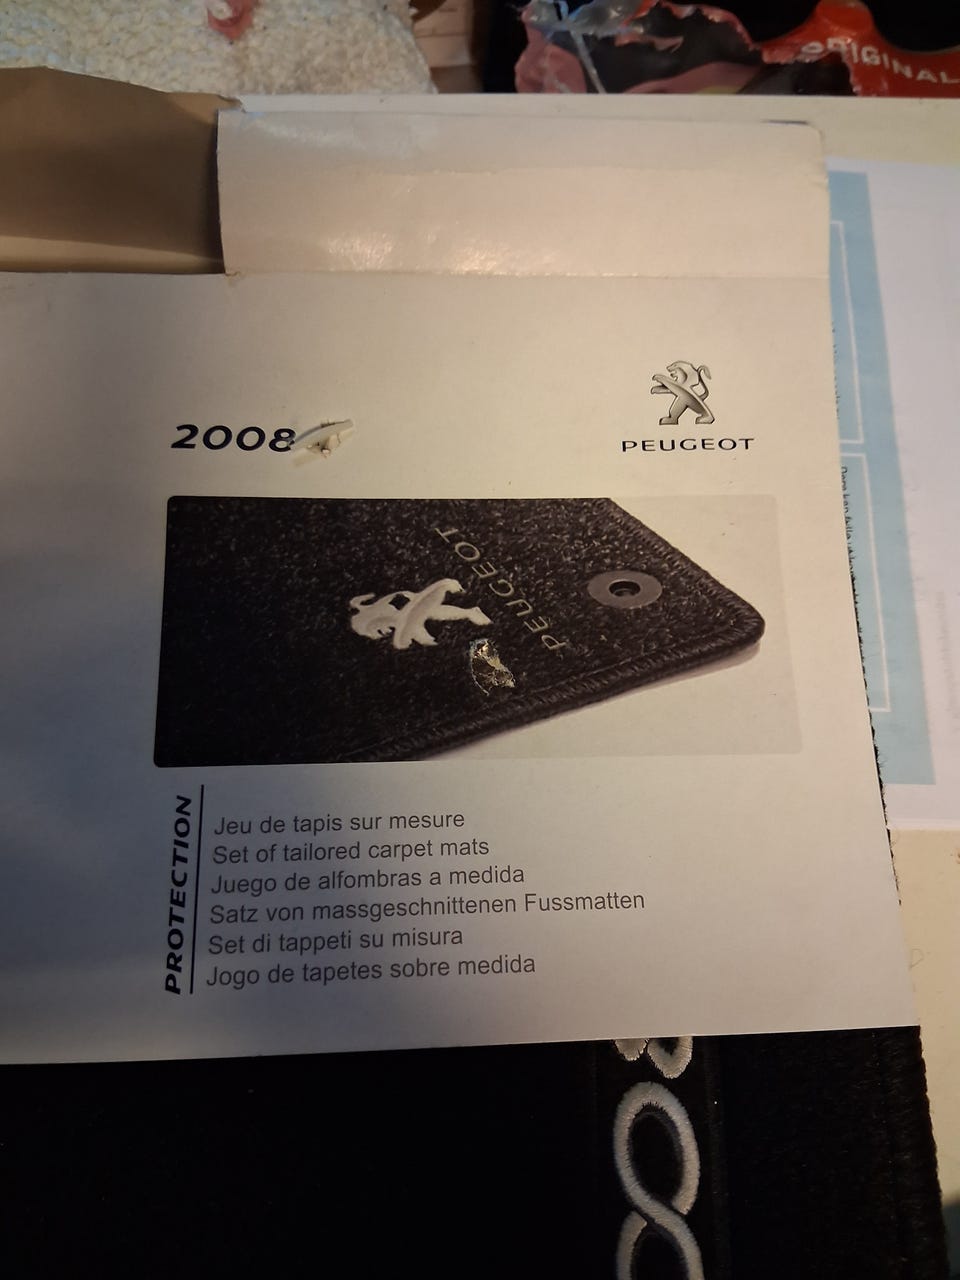 ORIGINAL
2008
PEUGEOT
PEUGEOT
PROTECTION
Jeu de tapis sur mesure
Set of tailored carpet mats
Juego de alfombras a medida
Satz von massgeschnittenen Fussmatten
Set di tappeti su misura
Jogo de tapetes sobre medida